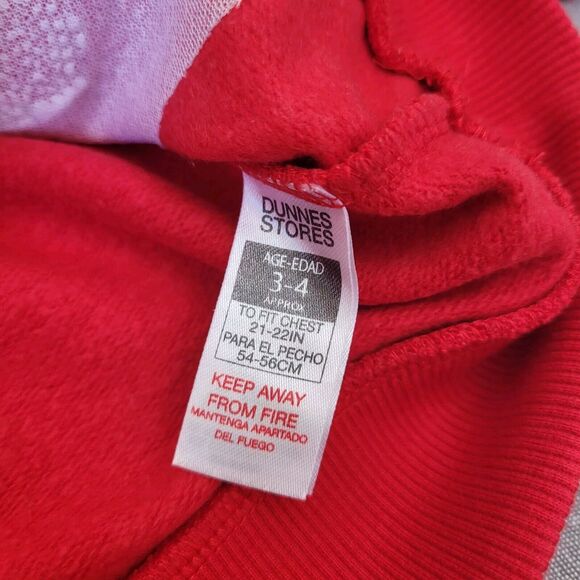 DUNNES
STORES
AGE-EDAD
3-4
APPROX
TO FIT CHEST
21-22IN
PARA EL PECHO
54-56CM
KEEP AWAY
FROM FIRE
MANTENGA APARTADO
DEL FUEGO